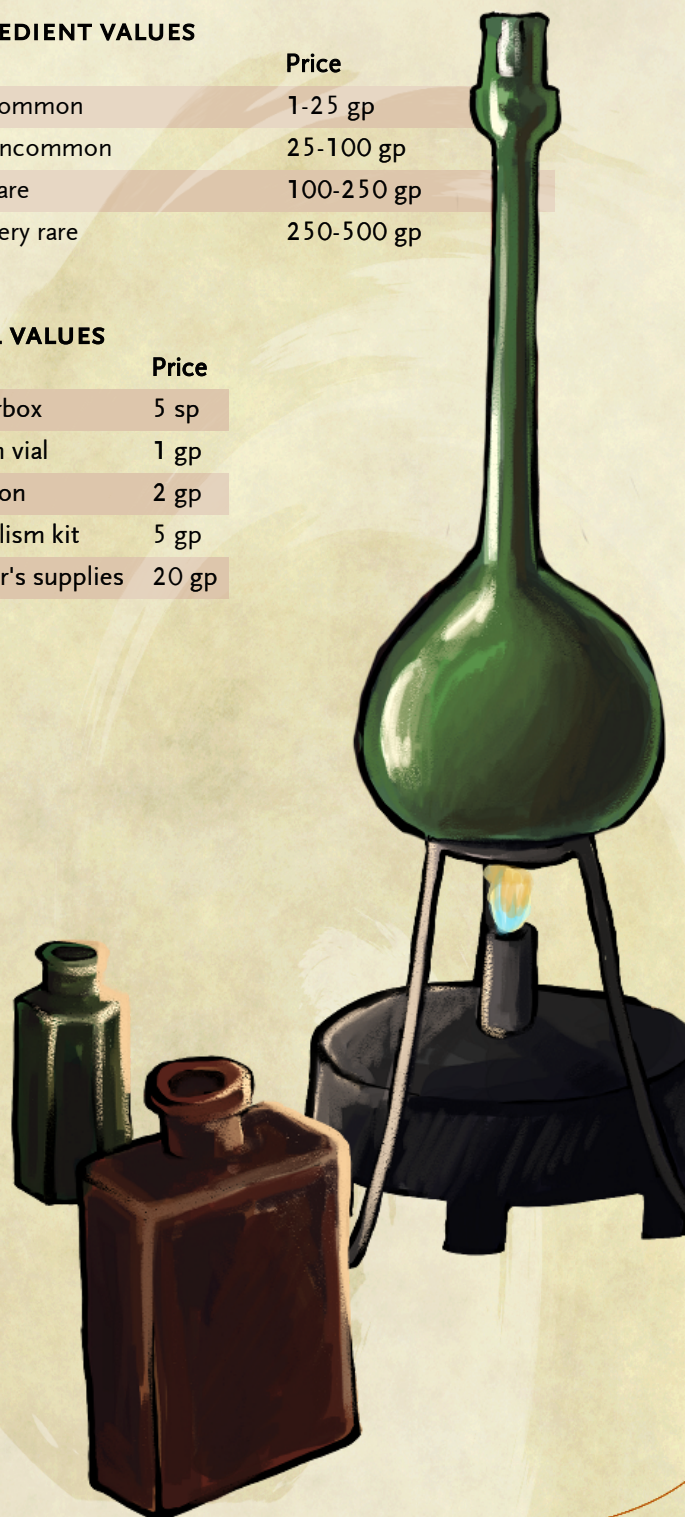 EDIENT VALUES
Price
ommon 1-25 gp
ncommon 25-100 gp
are 100-250 gp
ery rare 250-500 gp
VALUES
Price
box 5 sp
vial 1 gp
on 2 gp
lism kit 5 gp
r's supplies 20 gp